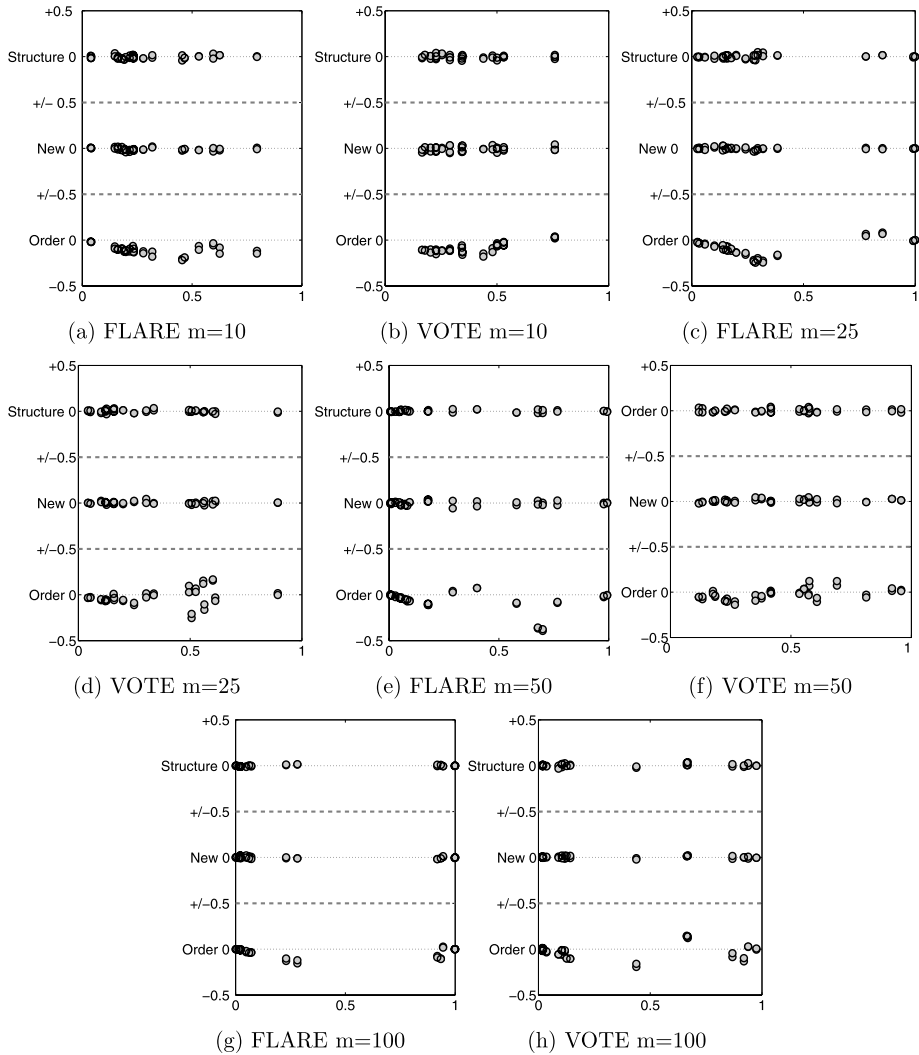 +0.5 +0.5 +0.5
Structure 0 Structure 0 Structure 0
+/− 0.5 +/−0.5 +/−0.5
New 0 New 0 New 0
+/−0.5 +/−0.5 +/−0.5
Order 0 Order 0 Order 0
−0.5 −0.5 −0.5
0 0.5 1 0 0.5 1 0 0.5 1
(a) FLARE m=10 (b) VOTE m=10 (c) FLARE m=25
+0.5 +0.5 +0.5
Structure 0 Structure 0 Order 0
+/−0.5 +/−0.5 +/−0.5
New 0 New 0 New 0
+/−0.5 +/−0.5 +/−0.5
Order 0 Order 0 Order 0
−0.5 −0.5 −0.5
0 0.5 1 0 0.5 1 0 0.5 1
(d) VOTE m=25 (e) FLARE m=50 (f) VOTE m=50
+0.5 +0.5
Structure 0 Structure 0
+/−0.5 +/−0.5
New 0 New 0
+/−0.5 +/−0.5
Order 0 Order 0
−0.5 −0.5
0 0.5 1 0 0.5 1
(g) FLARE m=100 (h) VOTE m=100